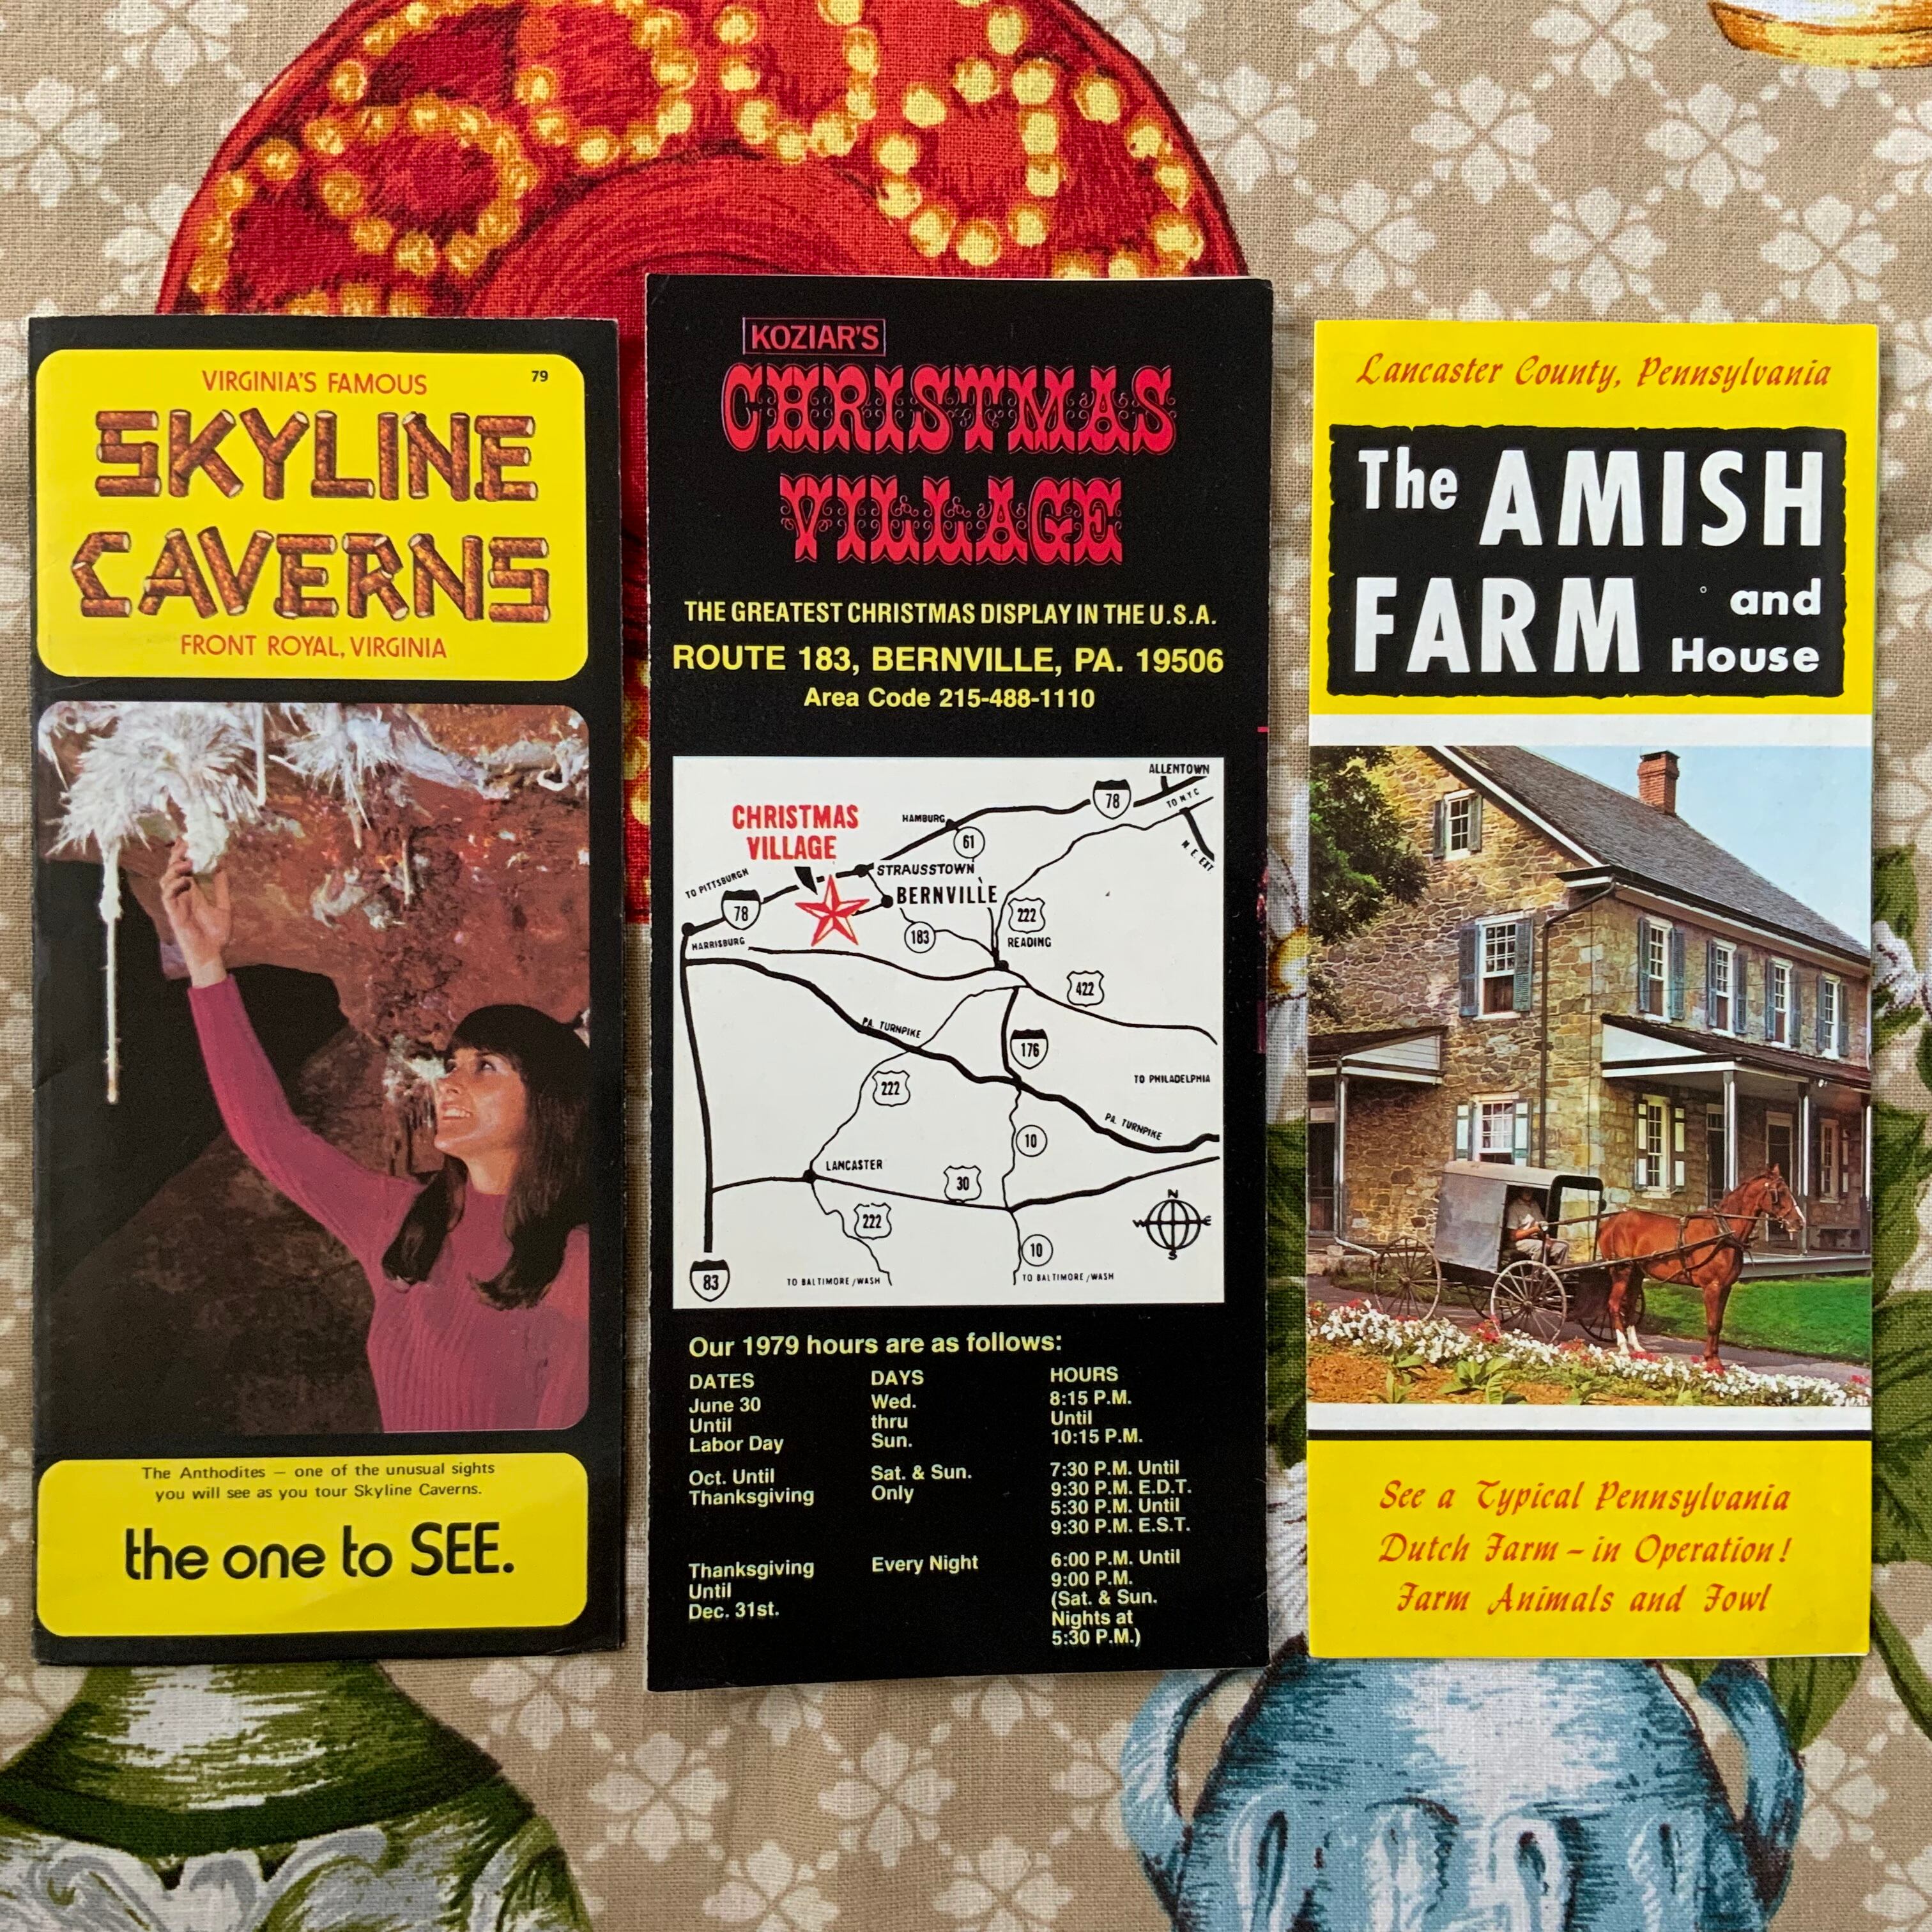 VIRGINIA'S FAMOUS
79
SKYLINE
CAVERNS
FRONT ROYAL, VIRGINIA
The Anthodites — one of the unusual sights
you will see as you tour Skyline Caverns.
the one to SEE.
KOZIAR'S
CHRISTMAS
VILLAGE
THE GREATEST CHRISTMAS DISPLAY IN THE U.S.A.
ROUTE 183, BERNVILLE, PA. 19506
Area Code 215-488-1110
ALLENTOWN
78
TO N.Y.C
CHRISTMAS
VILLAGE
HAMBURG
61
N.E. EXT
STRAUSSTOWN
TO PITTSBURGH
BERNVILLE
78
222
183
READING
HARRISBURG
422
PA. TURNPIKE
176
222
TO PHILADELPHIA
PA. TURNPIKE
10
LANCASTER
30
N
W E
S
222
10
83
TO BALTIMORE/WASH
TO BALTIMORE/WASH
Our 1979 hours are as follows:
DATES DAYS HOURS
June 30 Wed. 8:15 P.M.
Until thru Until
Labor Day Sun. 10:15 P.M.
Oct. Until Sat. & Sun. 7:30 P.M. Until
Thanksgiving Only 9:30 P.M. E.D.T.
5:30 P.M. Until
9:30 P.M. E.S.T.
Thanksgiving Every Night 6:00 P.M. Until
Until 9:00 P.M.
Dec. 31st. (Sat. & Sun.
Nights at
5:30 P.M.)
Lancaster County, Pennsylvania
The AMISH
FARM and
House
See a Typical Pennsylvania
Dutch Farm – in Operation!
Farm Animals and Fowl